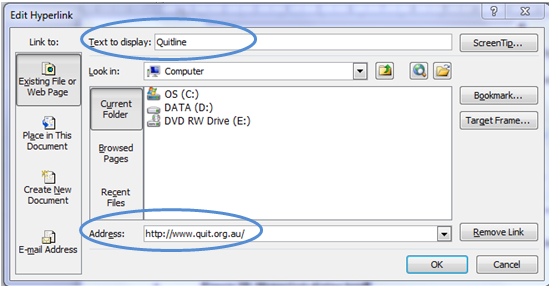 Edit Hyperlink
Link to:
Text to display: Quitline
ScreenTip...
Existing File or Web Page
Look in: Computer
Current Folder
OS (C:)
DATA (D:)
DVD RW Drive (E:)
Bookmark...
Target Frame...
Place in This Document
Browsed Pages
Create New Document
Recent Files
E-mail Address
Address: http://www.quit.org.au/
Remove Link
OK
Cancel